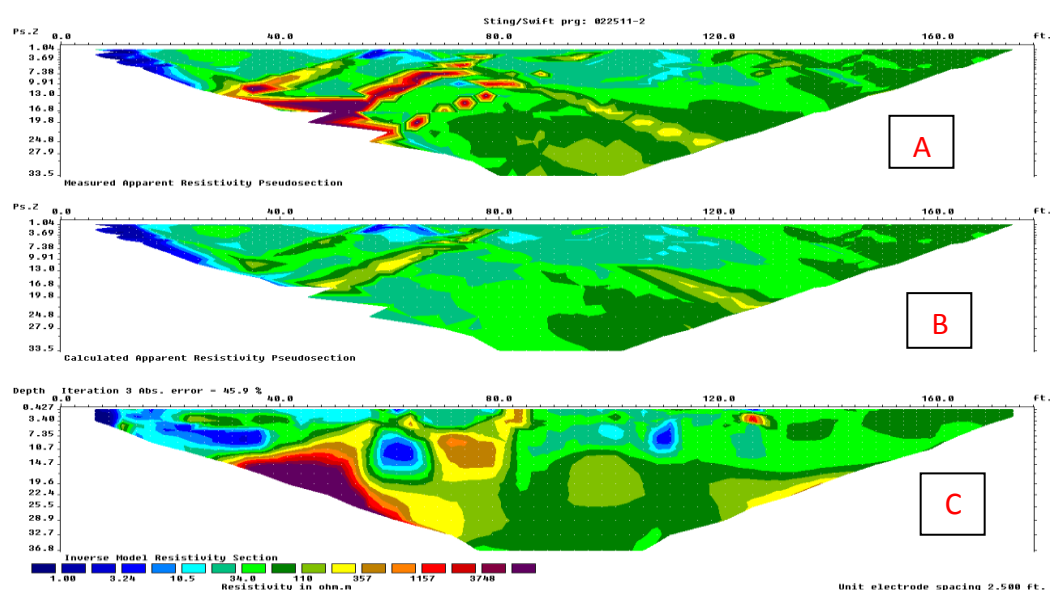 Sting/Swift prg: 022511-2
Ps.Z 0.0 40.0 80.0 120.0 160.0 ft.
1.04
3.69
7.38
9.91
13.0
16.8
19.8
24.8
27.9
33.5
A
Measured Apparent Resistivity Pseudosection
Ps.Z 0.0 40.0 80.0 120.0 160.0 ft.
1.04
3.69
7.38
9.91
13.0
16.8
19.8
24.8
27.9
33.5
B
Calculated Apparent Resistivity Pseudosection
Depth Iteration 3 Abs. error = 45.9 %
0.0 40.0 80.0 120.0 160.0 ft.
0.427
3.40
7.35
10.7
14.7
19.6
22.4
25.5
28.9
32.7
36.8
C
Inverse Model Resistivity Section
1.00 3.24 10.5 34.0 110 357 1157 3748
Resistivity in ohm.m
Unit electrode spacing 2.500 ft.